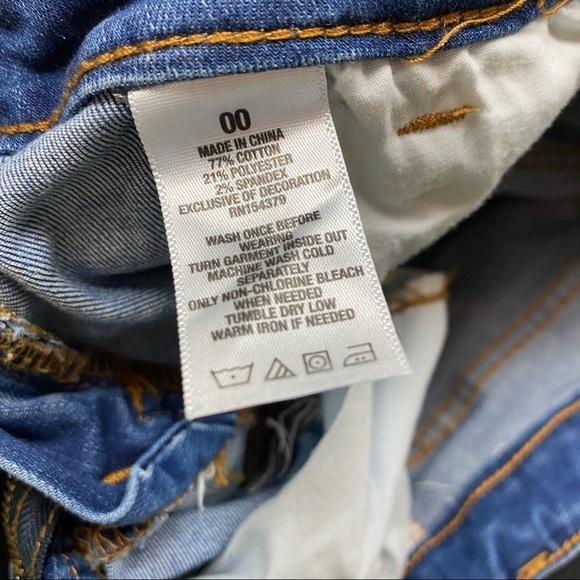 00
MADE IN CHINA
77% COTTON
21% POLYESTER
2% SPANDEX
EXCLUSIVE OF DECORATION
RN154379
WASH ONCE BEFORE
WEARING
TURN GARMENT INSIDE OUT
MACHINE WASH COLD
SEPARATELY
ONLY NON-CHLORINE BLEACH
WHEN NEEDED
TUMBLE DRY LOW
WARM IRON IF NEEDED